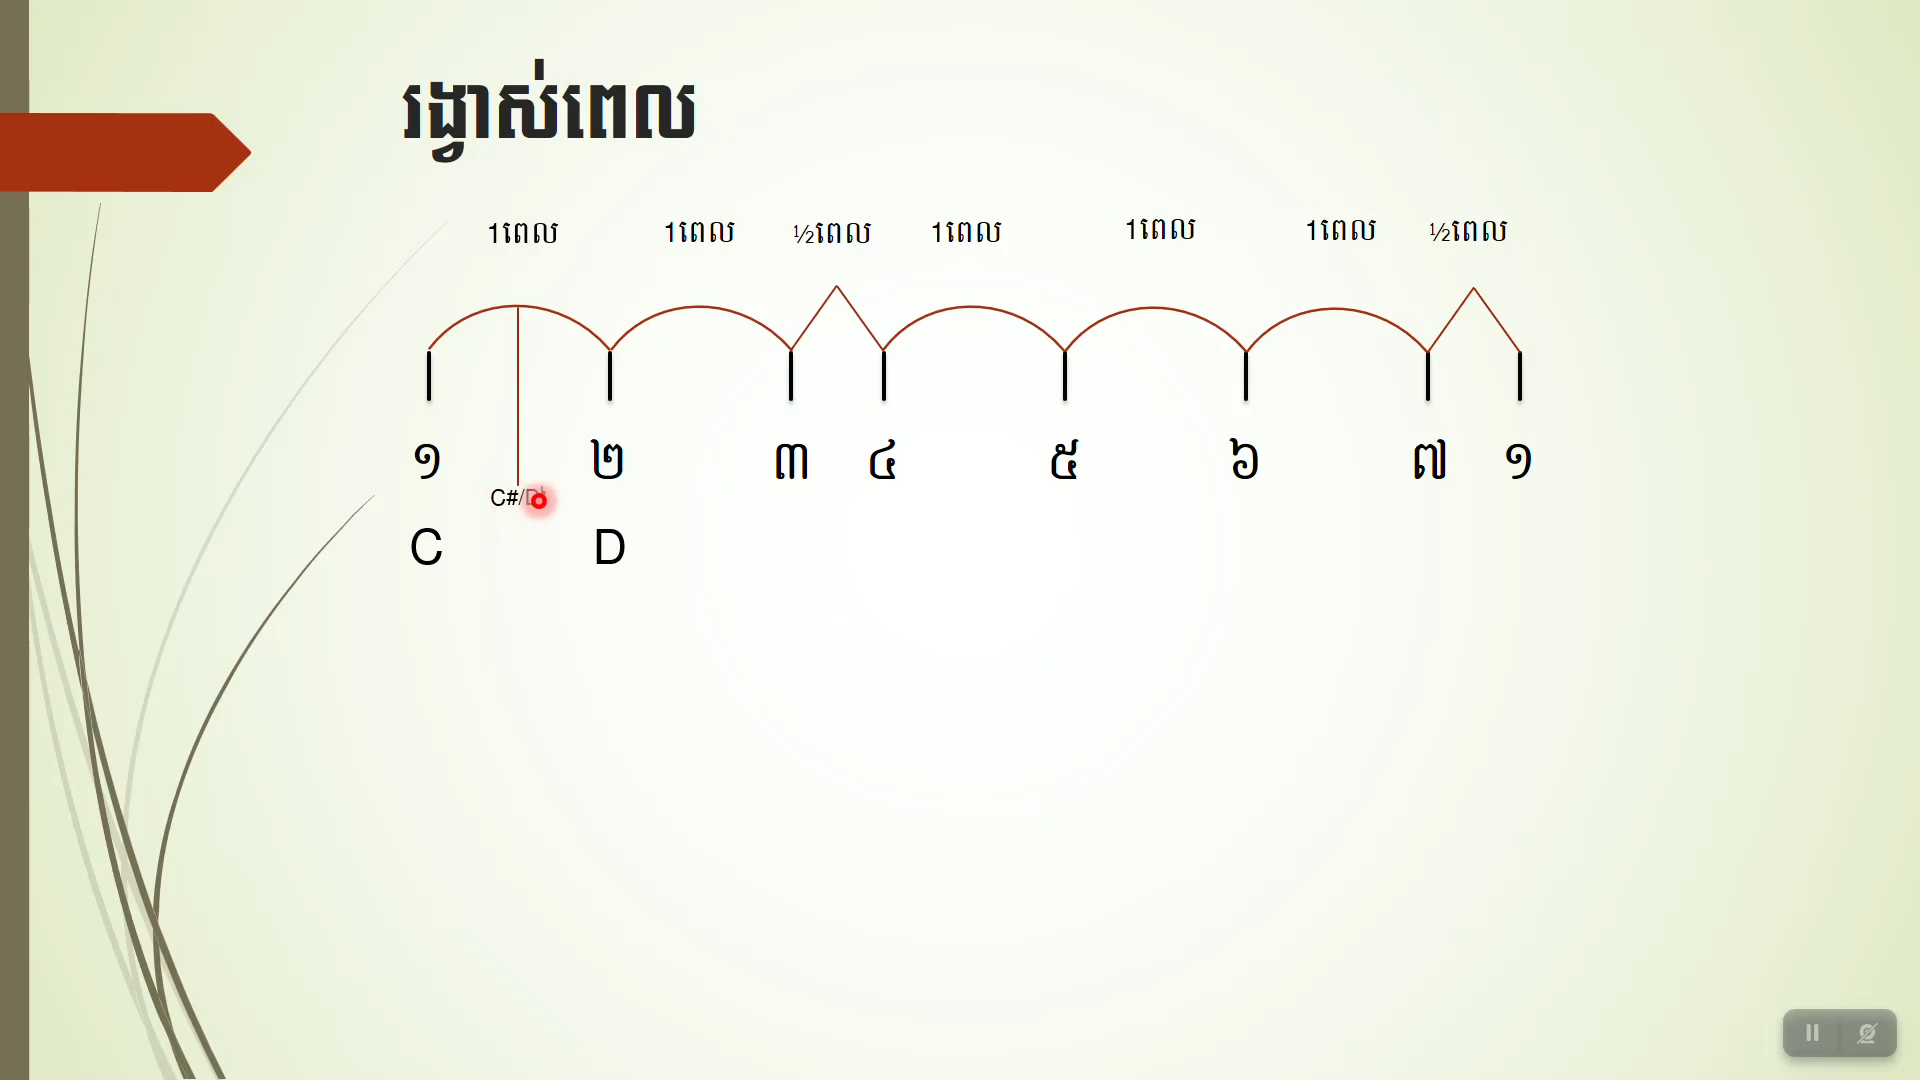 រង្វាស់ពេល
1ពេល 1ពេល ½ពេល 1ពេល 1ពេល 1ពេល ½ពេល
១ ២ ៣ ៤ ៥ ៦ ៧ ១
C#/D
C D